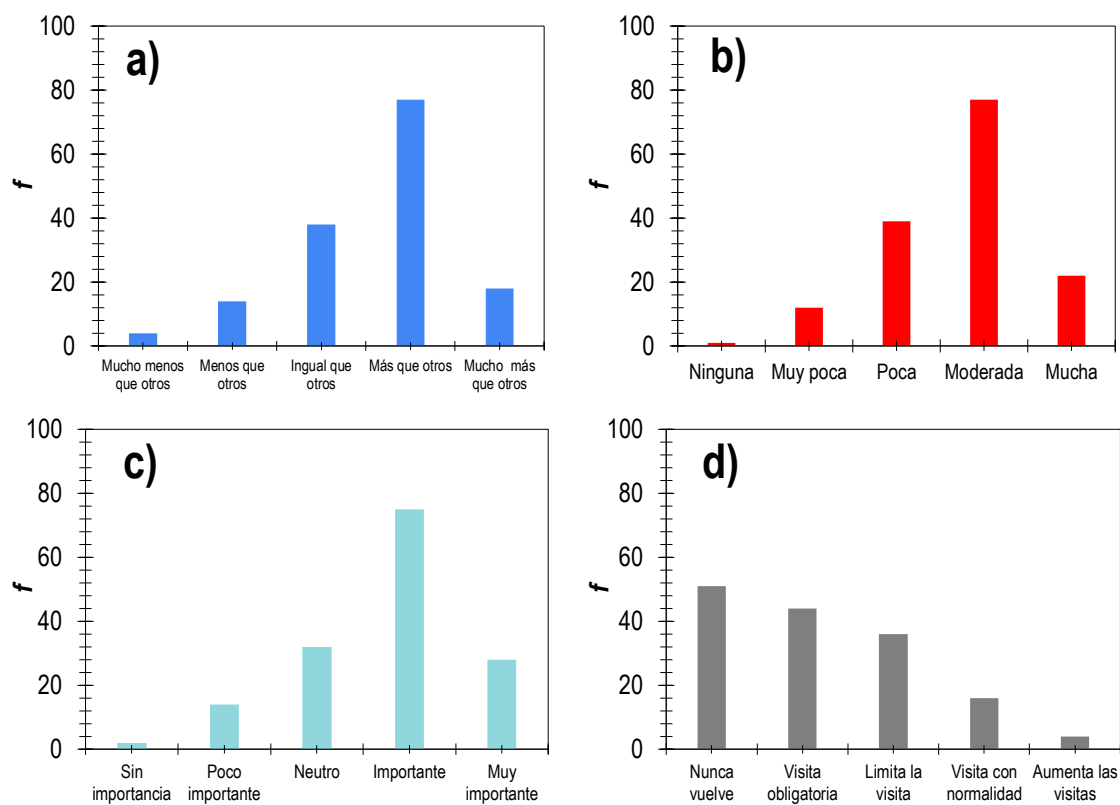 a)
100
80
60
40
20
0
f
Mucho menos
que otros
Menos que
otros
Ingual que
otros
Más que otros
Mucho más
que otros
b)
100
80
60
40
20
0
f
Ninguna
Muy poca
Poca
Moderada
Mucha
c)
100
80
60
40
20
0
f
Sin
importancia
Poco
importante
Neutro
Importante
Muy
importante
d)
100
80
60
40
20
0
f
Nunca
vuelve
Visita
obligatoria
Limita la
visita
Visita con
normalidad
Aumenta las
visitas